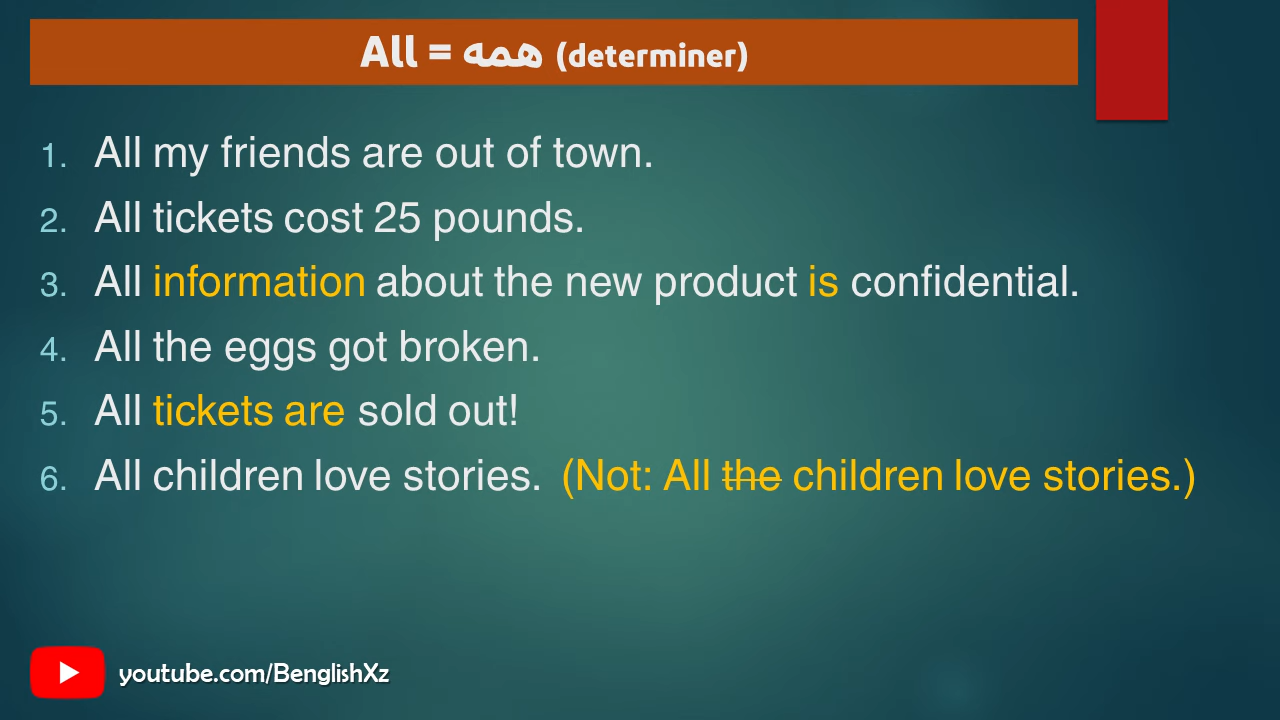 All = همه (determiner)
1. All my friends are out of town.
2. All tickets cost 25 pounds.
3. All information about the new product is confidential.
4. All the eggs got broken.
5. All tickets are sold out!
6. All children love stories. (Not: All the children love stories.)
youtube.com/BenglishXz